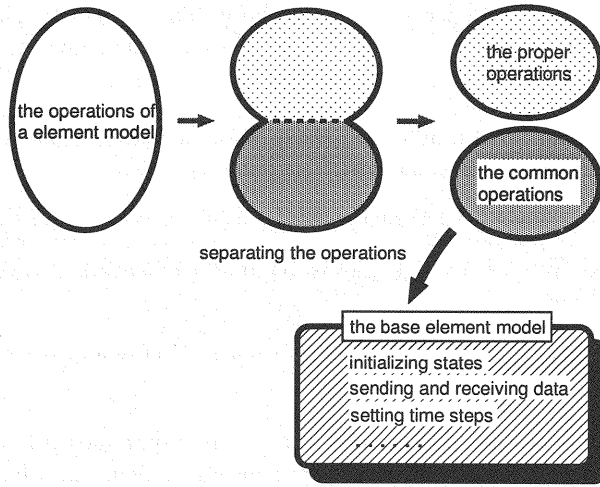 the operations of
a element model
the proper
operations
the common
operations
separating the operations
the base element model
initializing states
sending and receiving data
setting time steps
. . . . . .